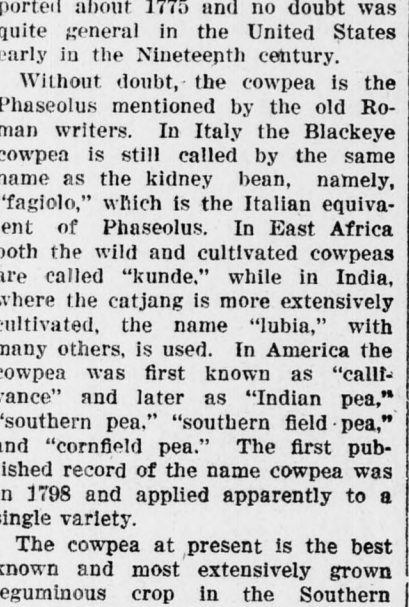 ported about 1775 and no doubt was
quite general in the United States
early in the Nineteenth century.
Without doubt, the cowpea is the
Phaseolus mentioned by the old Ro-
man writers. In Italy the Blackeye
cowpea is still called by the same
name as the kidney bean, namely,
"fagiolo," which is the Italian equiva-
lent of Phaseolus. In East Africa
both the wild and cultivated cowpeas
are called "kunde." while in India,
where the catjang is more extensively
cultivated, the name "lubia," with
many others, is used. In America the
cowpea was first known as "calli-
vance" and later as "Indian pea,"
"southern pea." "southern field pea,"
and "cornfield pea." The first pub-
lished record of the name cowpea was
in 1798 and applied apparently to a
single variety.
The cowpea at present is the best
known and most extensively grown
leguminous crop in the Southern